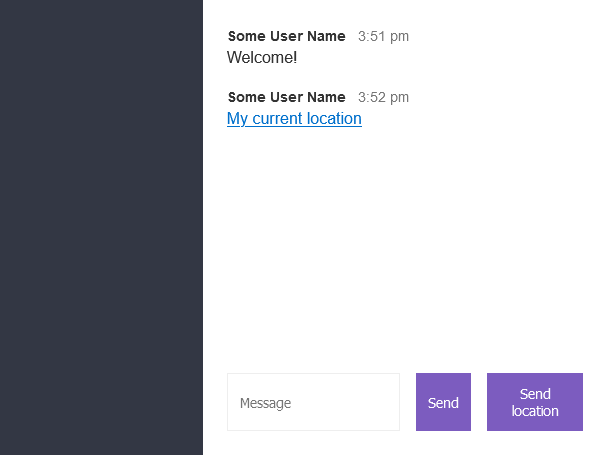 Some User Name 3:51 pm
Welcome!
Some User Name 3:52 pm
My current location
Message
Send
Send
location